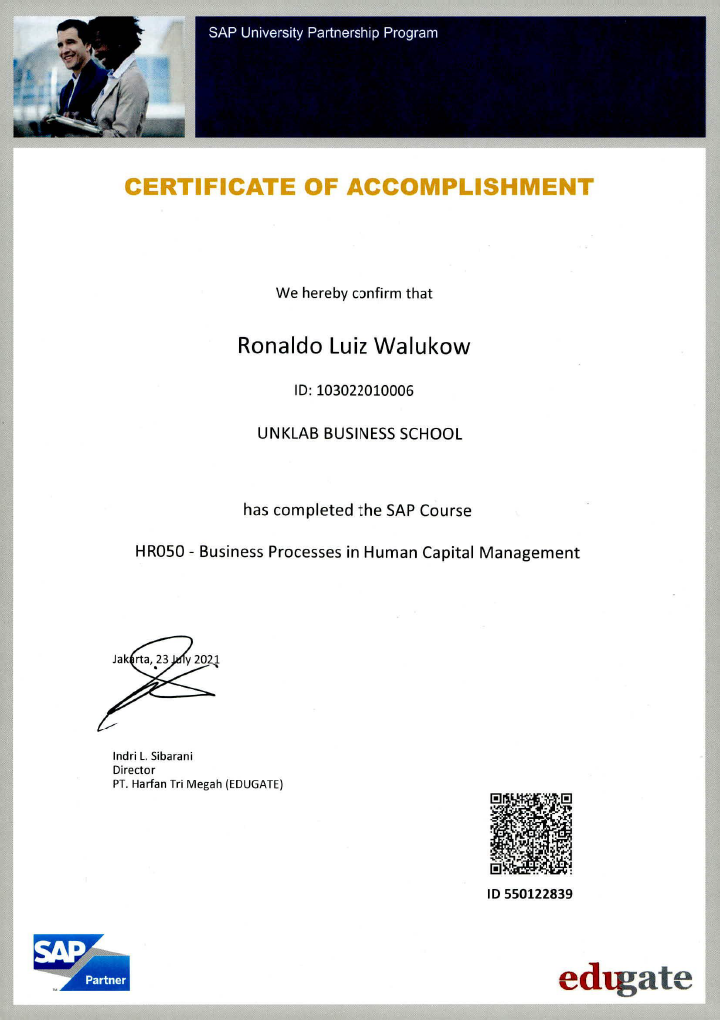 SAP University Partnership Program
CERTIFICATE OF ACCOMPLISHMENT
We hereby confirm that
Ronaldo Luiz Walukow
ID: 103022010006
UNKLAB BUSINESS SCHOOL
has completed the SAP Course
HR050 - Business Processes in Human Capital Management
Jakarta, 23 July 2021
Indri L. Sibarani
Director
PT. Harfan Tri Megah (EDUGATE)
ID 550122839
SAP
Partner
edugate